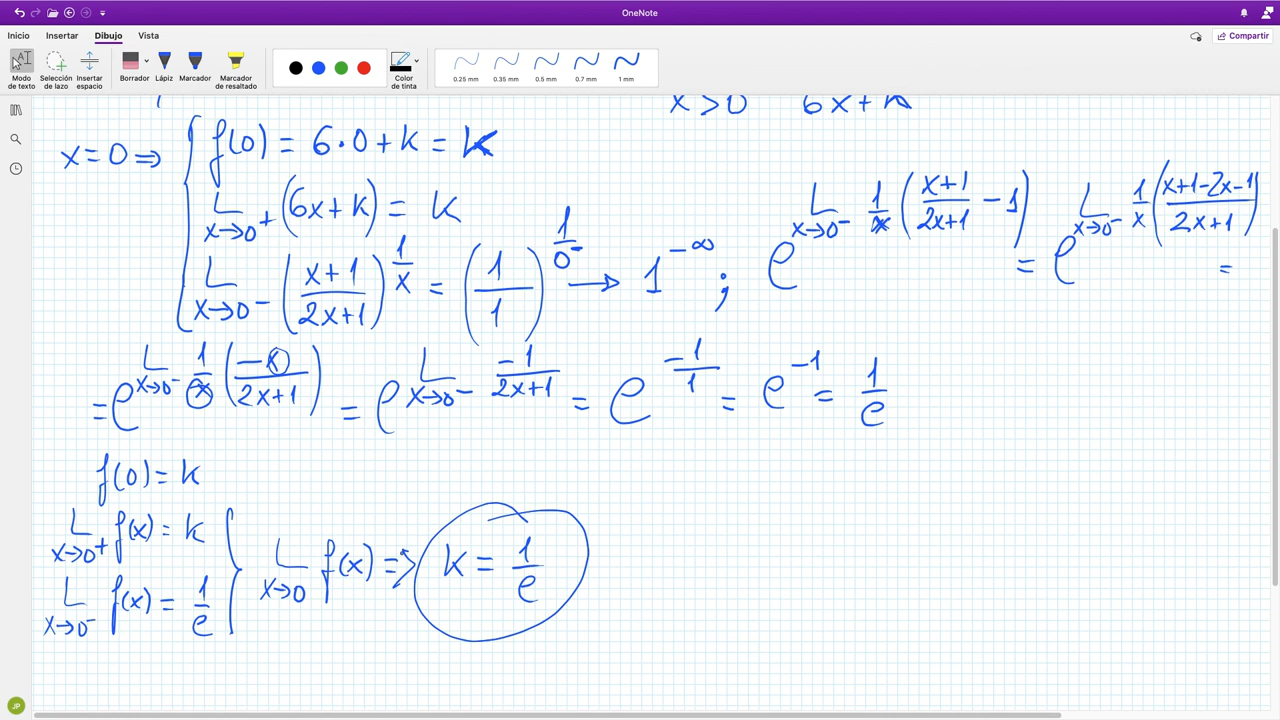 OneNote
Inicio Insertar Dibujo Vista
Compartir
Modo de texto
Selección de lazo
Insertar espacio
Borrador
Lápiz
Marcador
Marcador de resaltado
Color de tinta
0.25 mm 0.35 mm 0.5 mm 0.7 mm 1 mm
x>0 6x+k
x=0 ⇒ { f(0) = 6·0+k = k
L x→0⁺ (6x+k) = k
L x→0⁻ ((x+1)/(2x+1))^(1/x) = (1/1)^(1/0⁻) → 1^(-∞) ; e^(L x→0⁻ 1/x ((x+1)/(2x+1) - 1)) = e^(L x→0⁻ 1/x ((x+1-2x-1)/(2x+1))) =
= e^(L x→0⁻ 1/x (-x/(2x+1))) = e^(L x→0⁻ -1/(2x+1)) = e^(-1/1) = e^(-1) = 1/e
f(0) = k
L x→0⁺ f(x) = k
L x→0⁻ f(x) = 1/e } L x→0 f(x) => k = 1/e
JP